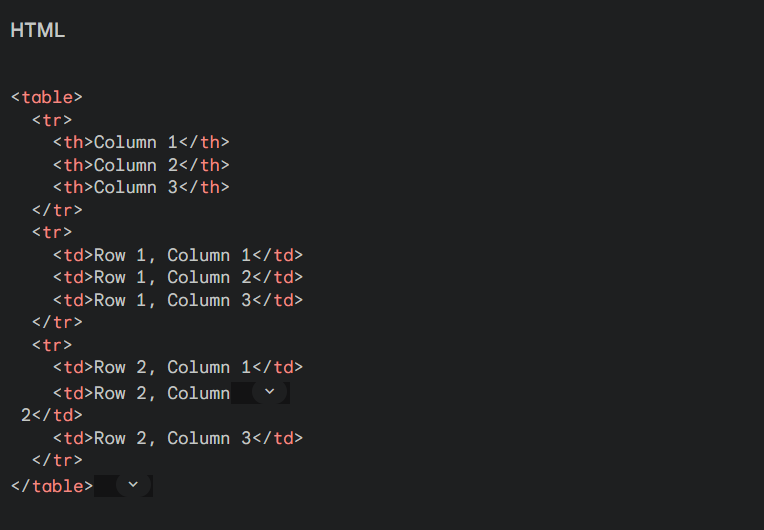 HTML
<table>
<tr>
<th>Column 1</th>
<th>Column 2</th>
<th>Column 3</th>
</tr>
<tr>
<td>Row 1, Column 1</td>
<td>Row 1, Column 2</td>
<td>Row 1, Column 3</td>
</tr>
<tr>
<td>Row 2, Column 1</td>
<td>Row 2, Column
2</td>
<td>Row 2, Column 3</td>
</tr>
</table>